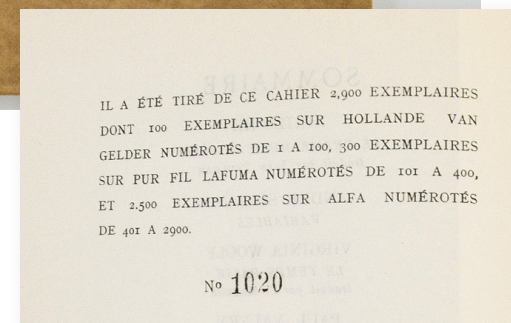 IL A ÉTÉ TIRÉ DE CE CAHIER 2,900 EXEMPLAIRES
DONT 100 EXEMPLAIRES SUR HOLLANDE VAN
GELDER NUMÉROTÉS DE 1 A 100, 300 EXEMPLAIRES
SUR PUR FIL LAFUMA NUMÉROTÉS DE 101 A 400,
ET 2.500 EXEMPLAIRES SUR ALFA NUMÉROTÉS
DE 401 A 2900.
No 1020